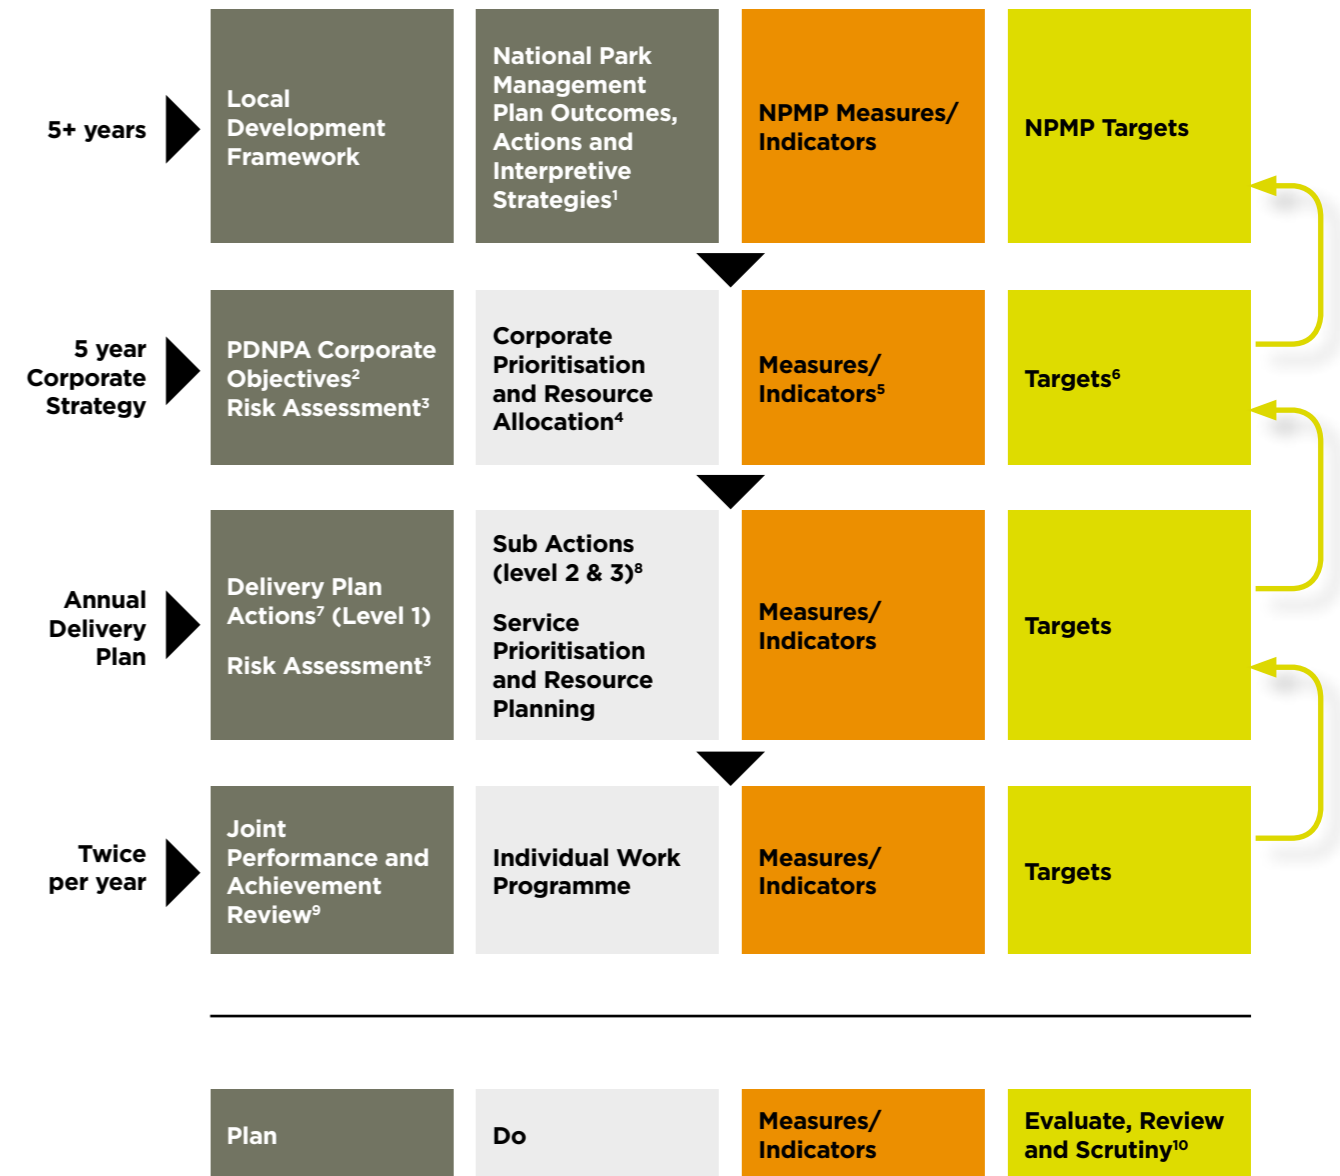 5+ years
Local
Development
Framework
National Park
Management
Plan Outcomes,
Actions and
Interpretive
Strategies¹
NPMP Measures/
Indicators
NPMP Targets
5 year
Corporate
Strategy
PDNPA Corporate
Objectives²
Risk Assessment³
Corporate
Prioritisation
and Resource
Allocation⁴
Measures/
Indicators⁵
Targets⁶
Annual
Delivery
Plan
Delivery Plan
Actions⁷ (Level 1)
Risk Assessment³
Sub Actions
(level 2 & 3)⁸
Service
Prioritisation
and Resource
Planning
Measures/
Indicators
Targets
Twice
per year
Joint
Performance and
Achievement
Review⁹
Individual Work
Programme
Measures/
Indicators
Targets
Plan
Do
Measures/
Indicators
Evaluate, Review
and Scrutiny¹⁰